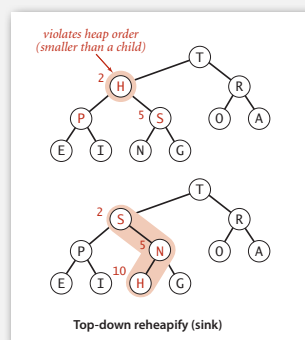 violates heap order
(smaller than a child)
T
2 H R
P 5 S O A
E I N G
T
2 S R
P 5 N O A
E I 10 H G
Top-down reheapify (sink)